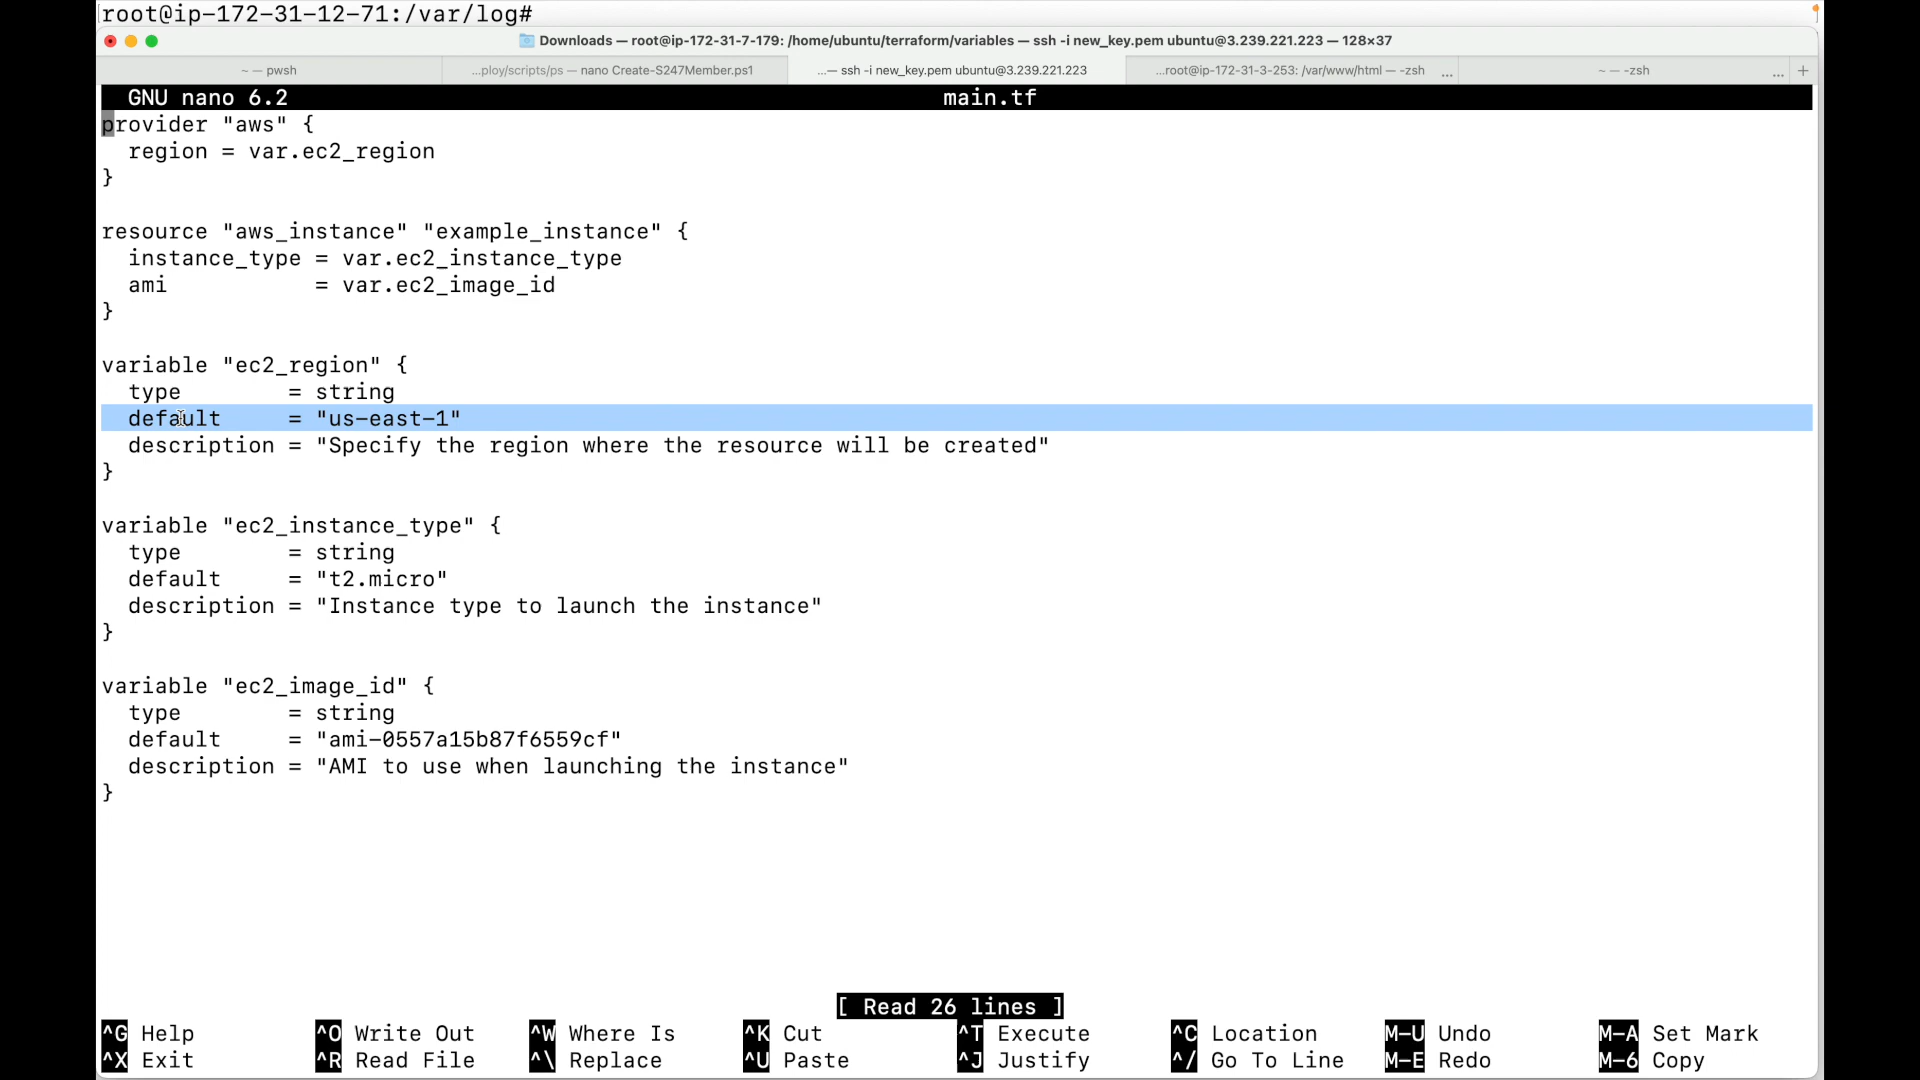 root@ip-172-31-12-71:/var/log#
Downloads — root@ip-172-31-7-179: /home/ubuntu/terraform/variables — ssh -i new_key.pem ubuntu@3.239.221.223 — 128×37
~ — pwsh
...ploy/scripts/ps — nano Create-S247Member.ps1
...— ssh -i new_key.pem ubuntu@3.239.221.223
...root@ip-172-31-3-253: /var/www/html — -zsh ...
~ — -zsh ... +
GNU nano 6.2 main.tf
provider "aws" {
  region = var.ec2_region
}
resource "aws_instance" "example_instance" {
  instance_type = var.ec2_instance_type
  ami           = var.ec2_image_id
}
variable "ec2_region" {
  type        = string
  default     = "us-east-1"
  description = "Specify the region where the resource will be created"
}
variable "ec2_instance_type" {
  type        = string
  default     = "t2.micro"
  description = "Instance type to launch the instance"
}
variable "ec2_image_id" {
  type        = string
  default     = "ami-0557a15b87f6559cf"
  description = "AMI to use when launching the instance"
}
[ Read 26 lines ]
^G Help ^O Write Out ^W Where Is ^K Cut ^T Execute ^C Location M-U Undo M-A Set Mark
^X Exit ^R Read File ^\ Replace ^U Paste ^J Justify ^/ Go To Line M-E Redo M-6 Copy